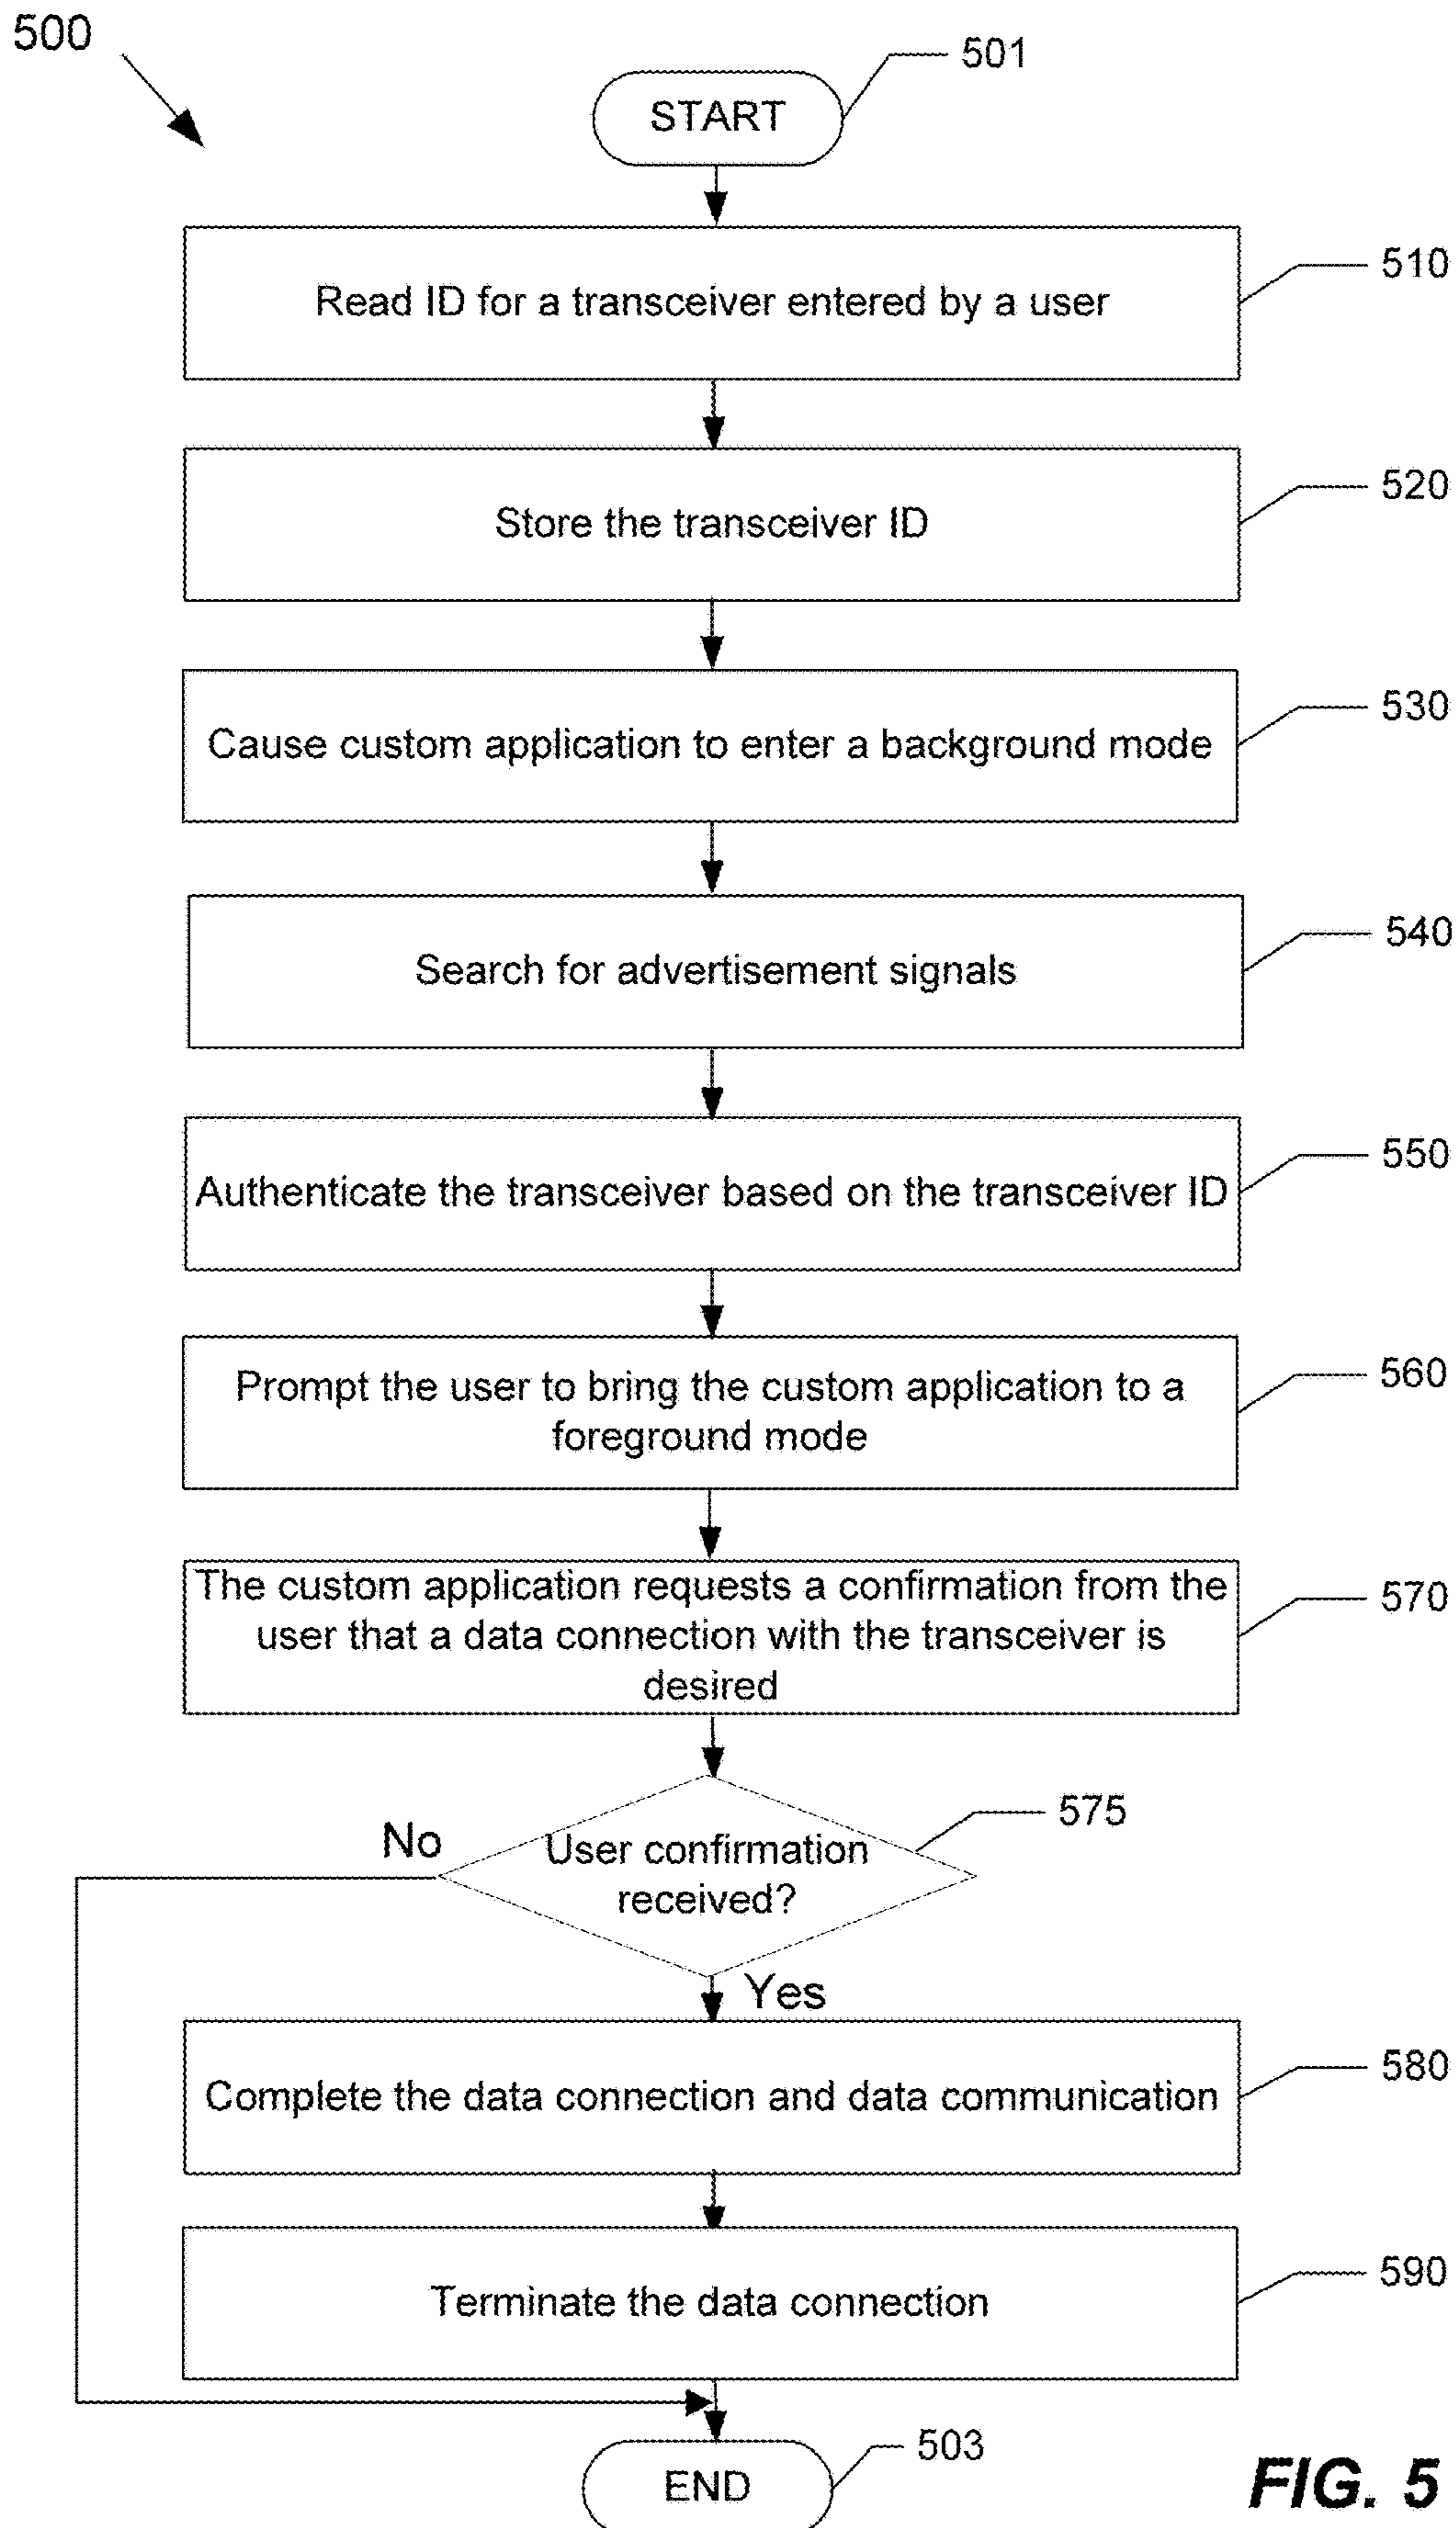 500
501
START
510
Read ID for a transceiver entered by a user
520
Store the transceiver ID
530
Cause custom application to enter a background mode
540
Search for advertisement signals
550
Authenticate the transceiver based on the transceiver ID
560
Prompt the user to bring the custom application to a
foreground mode
570
The custom application requests a confirmation from the
user that a data connection with the transceiver is
desired
575
No
User confirmation
received?
Yes
580
Complete the data connection and data communication
590
Terminate the data connection
503
END
FIG. 5